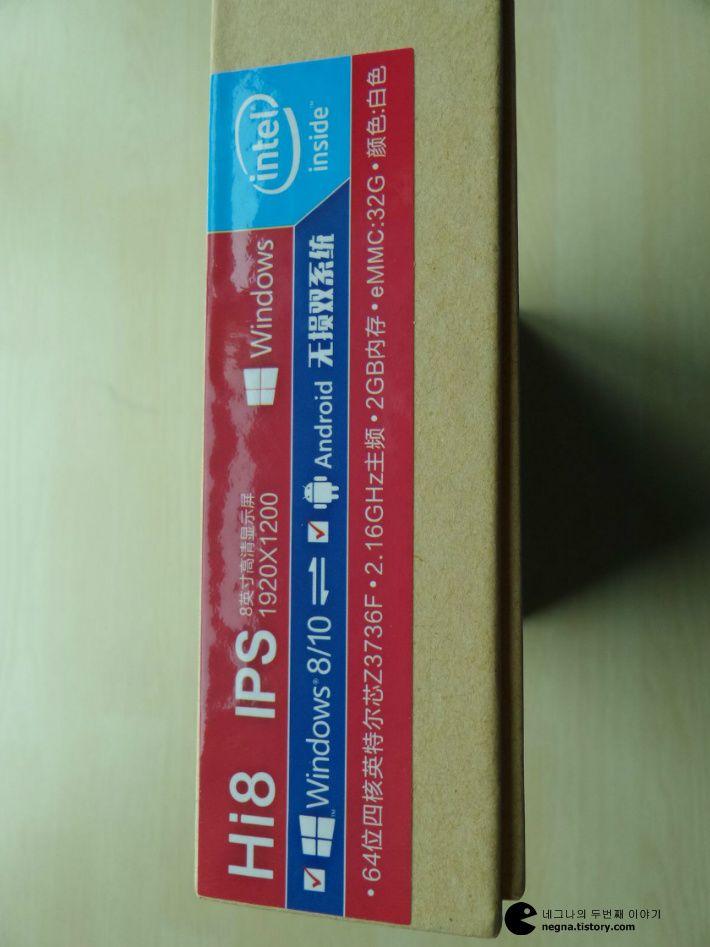 Hi8 IPS
8英寸高清显示屏
1920X1200
Windows
intel
inside™
Windows® 8/10
Android 无损双系统
• 64位四核英特尔芯Z3736F • 2.16GHz主频 • 2GB内存 • eMMC:32G • 颜色:白色
네그나의 두번째 이야기
negna.tistory.com